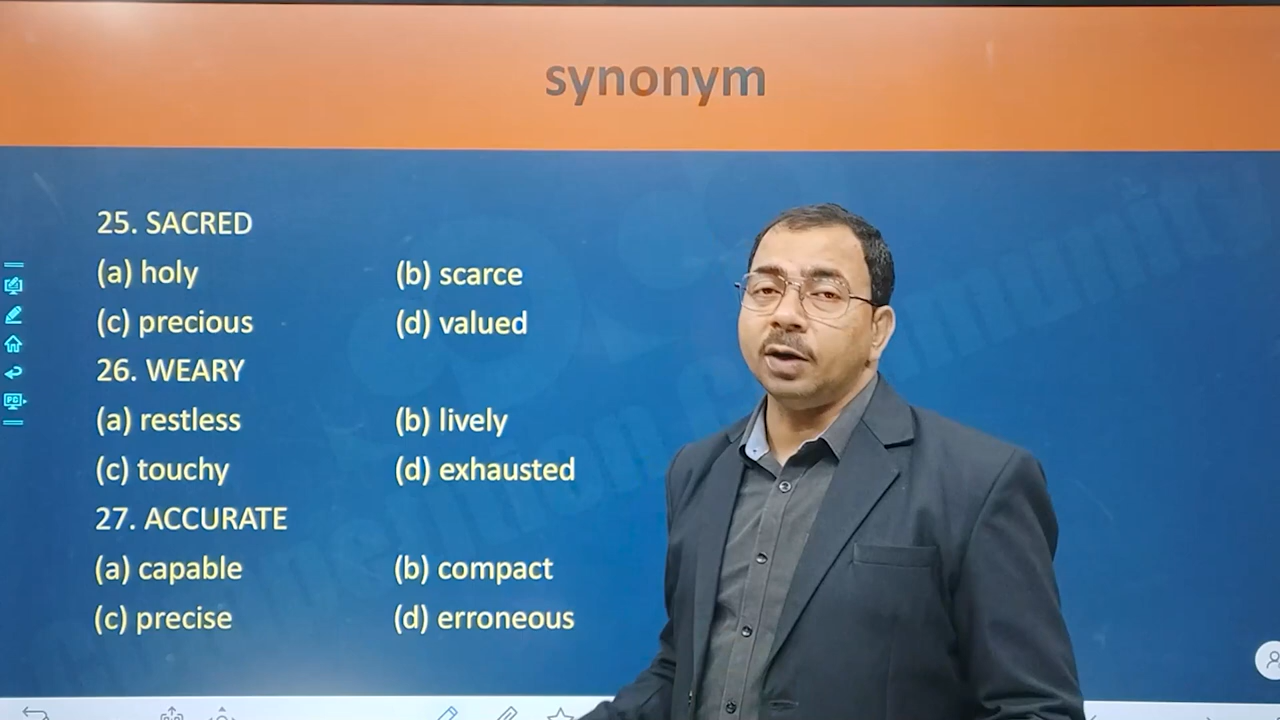 synonym
25. SACRED
(a) holy (b) scarce
(c) precious (d) valued
26. WEARY
(a) restless (b) lively
(c) touchy (d) exhausted
27. ACCURATE
(a) capable (b) compact
(c) precise (d) erroneous
PC